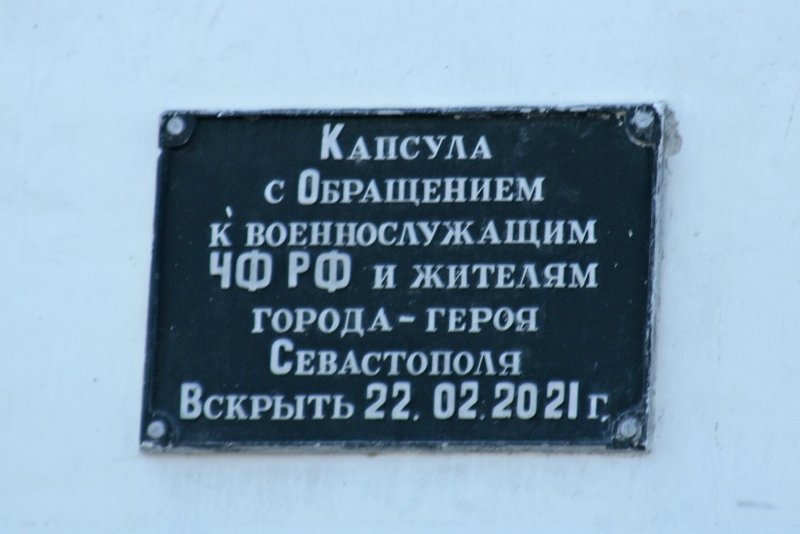 Капсула
с Обращением
к военнослужащим
ЧФ РФ и жителям
города-героя
Севастополя
Вскрыть 22.02.2021 г.